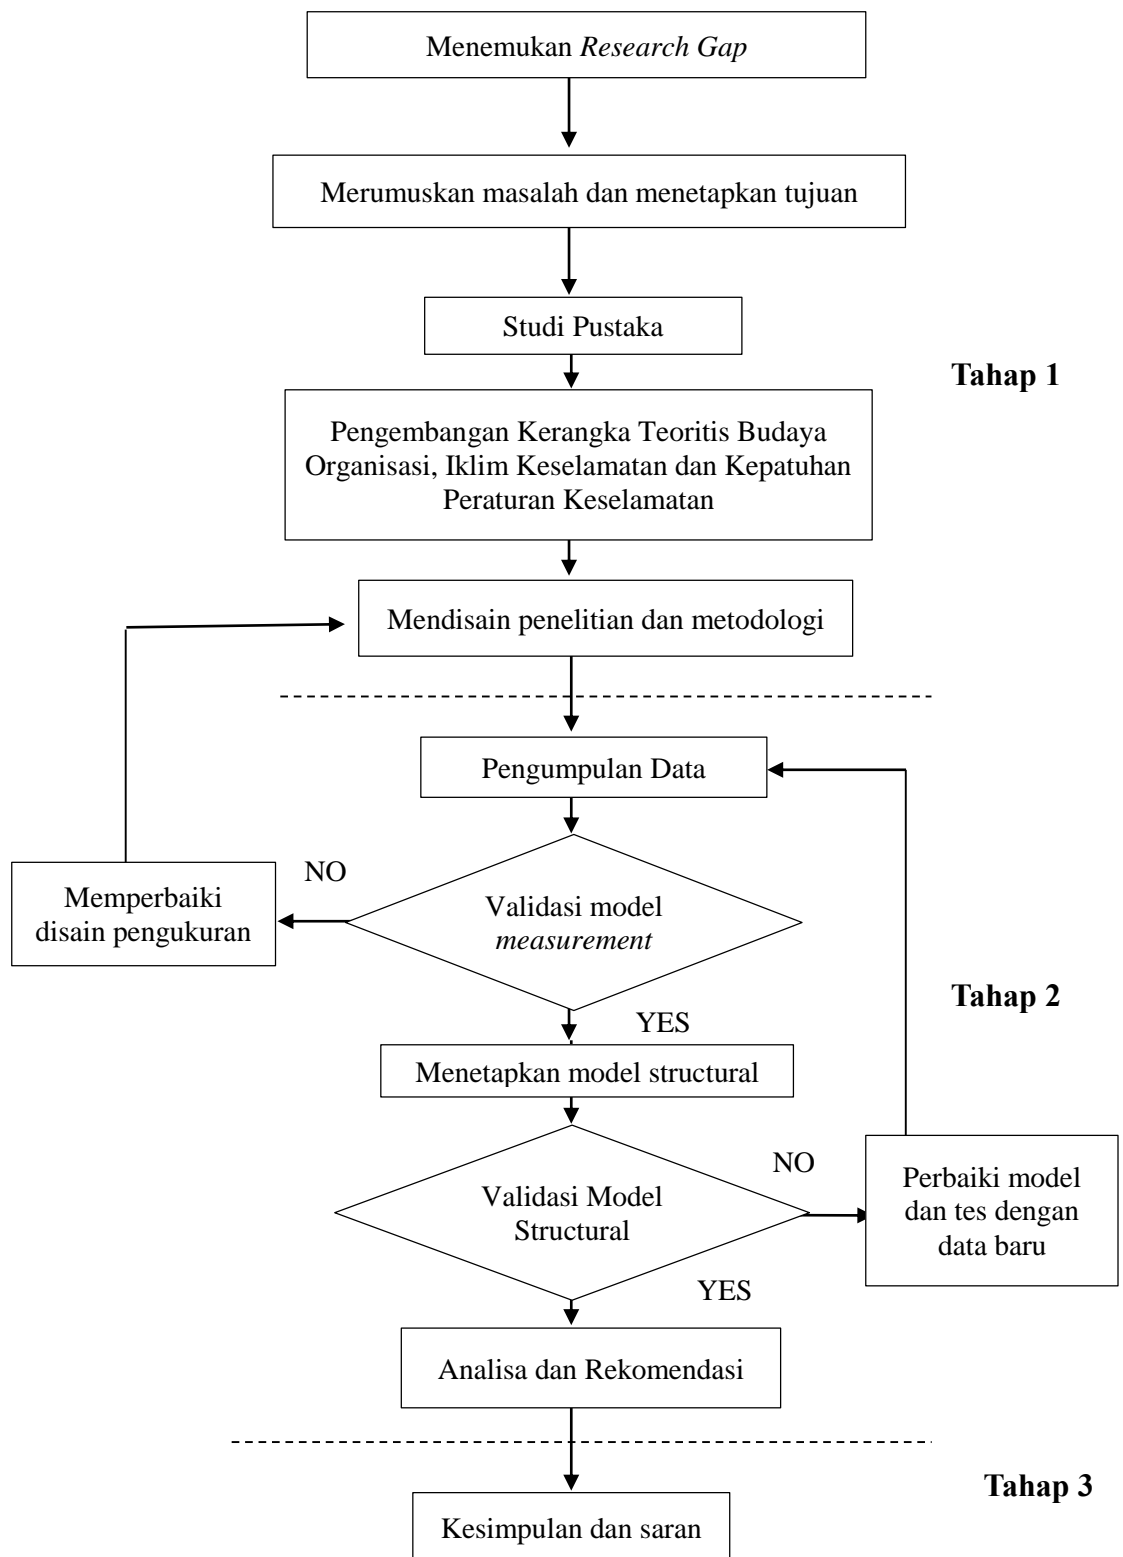 Menemukan Research Gap
Merumuskan masalah dan menetapkan tujuan
Studi Pustaka
Tahap 1
Pengembangan Kerangka Teoritis Budaya
Organisasi, Iklim Keselamatan dan Kepatuhan
Peraturan Keselamatan
Mendisain penelitian dan metodologi
Pengumpulan Data
NO
Memperbaiki
disain pengukuran
Validasi model
measurement
Tahap 2
YES
Menetapkan model structural
NO
Validasi Model
Structural
Perbaiki model
dan tes dengan
data baru
YES
Analisa dan Rekomendasi
Tahap 3
Kesimpulan dan saran